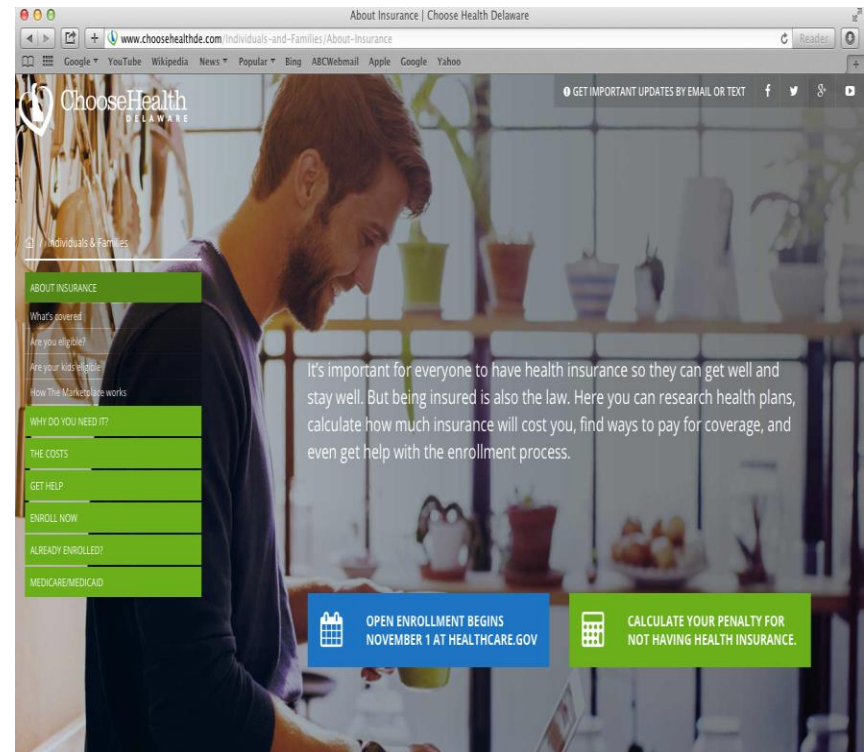 About Insurance | Choose Health Delaware
www.choosehealthde.com/Individuals-and-Families/About-Insurance
Reader
Google YouTube Wikipedia News Popular Bing ABCWebmail Apple Google Yahoo
ChooseHealth
DELAWARE
GET IMPORTANT UPDATES BY EMAIL OR TEXT
/ Individuals & Families
ABOUT INSURANCE
What's covered
Are you eligible?
Are your kids eligible
How The Marketplace works
WHY DO YOU NEED IT?
THE COSTS
GET HELP
ENROLL NOW
ALREADY ENROLLED?
MEDICARE/MEDICAID
It's important for everyone to have health insurance so they can get well and
stay well. But being insured is also the law. Here you can research health plans,
calculate how much insurance will cost you, find ways to pay for coverage, and
even get help with the enrollment process.
OPEN ENROLLMENT BEGINS
NOVEMBER 1 AT HEALTHCARE.GOV
CALCULATE YOUR PENALTY FOR
NOT HAVING HEALTH INSURANCE.